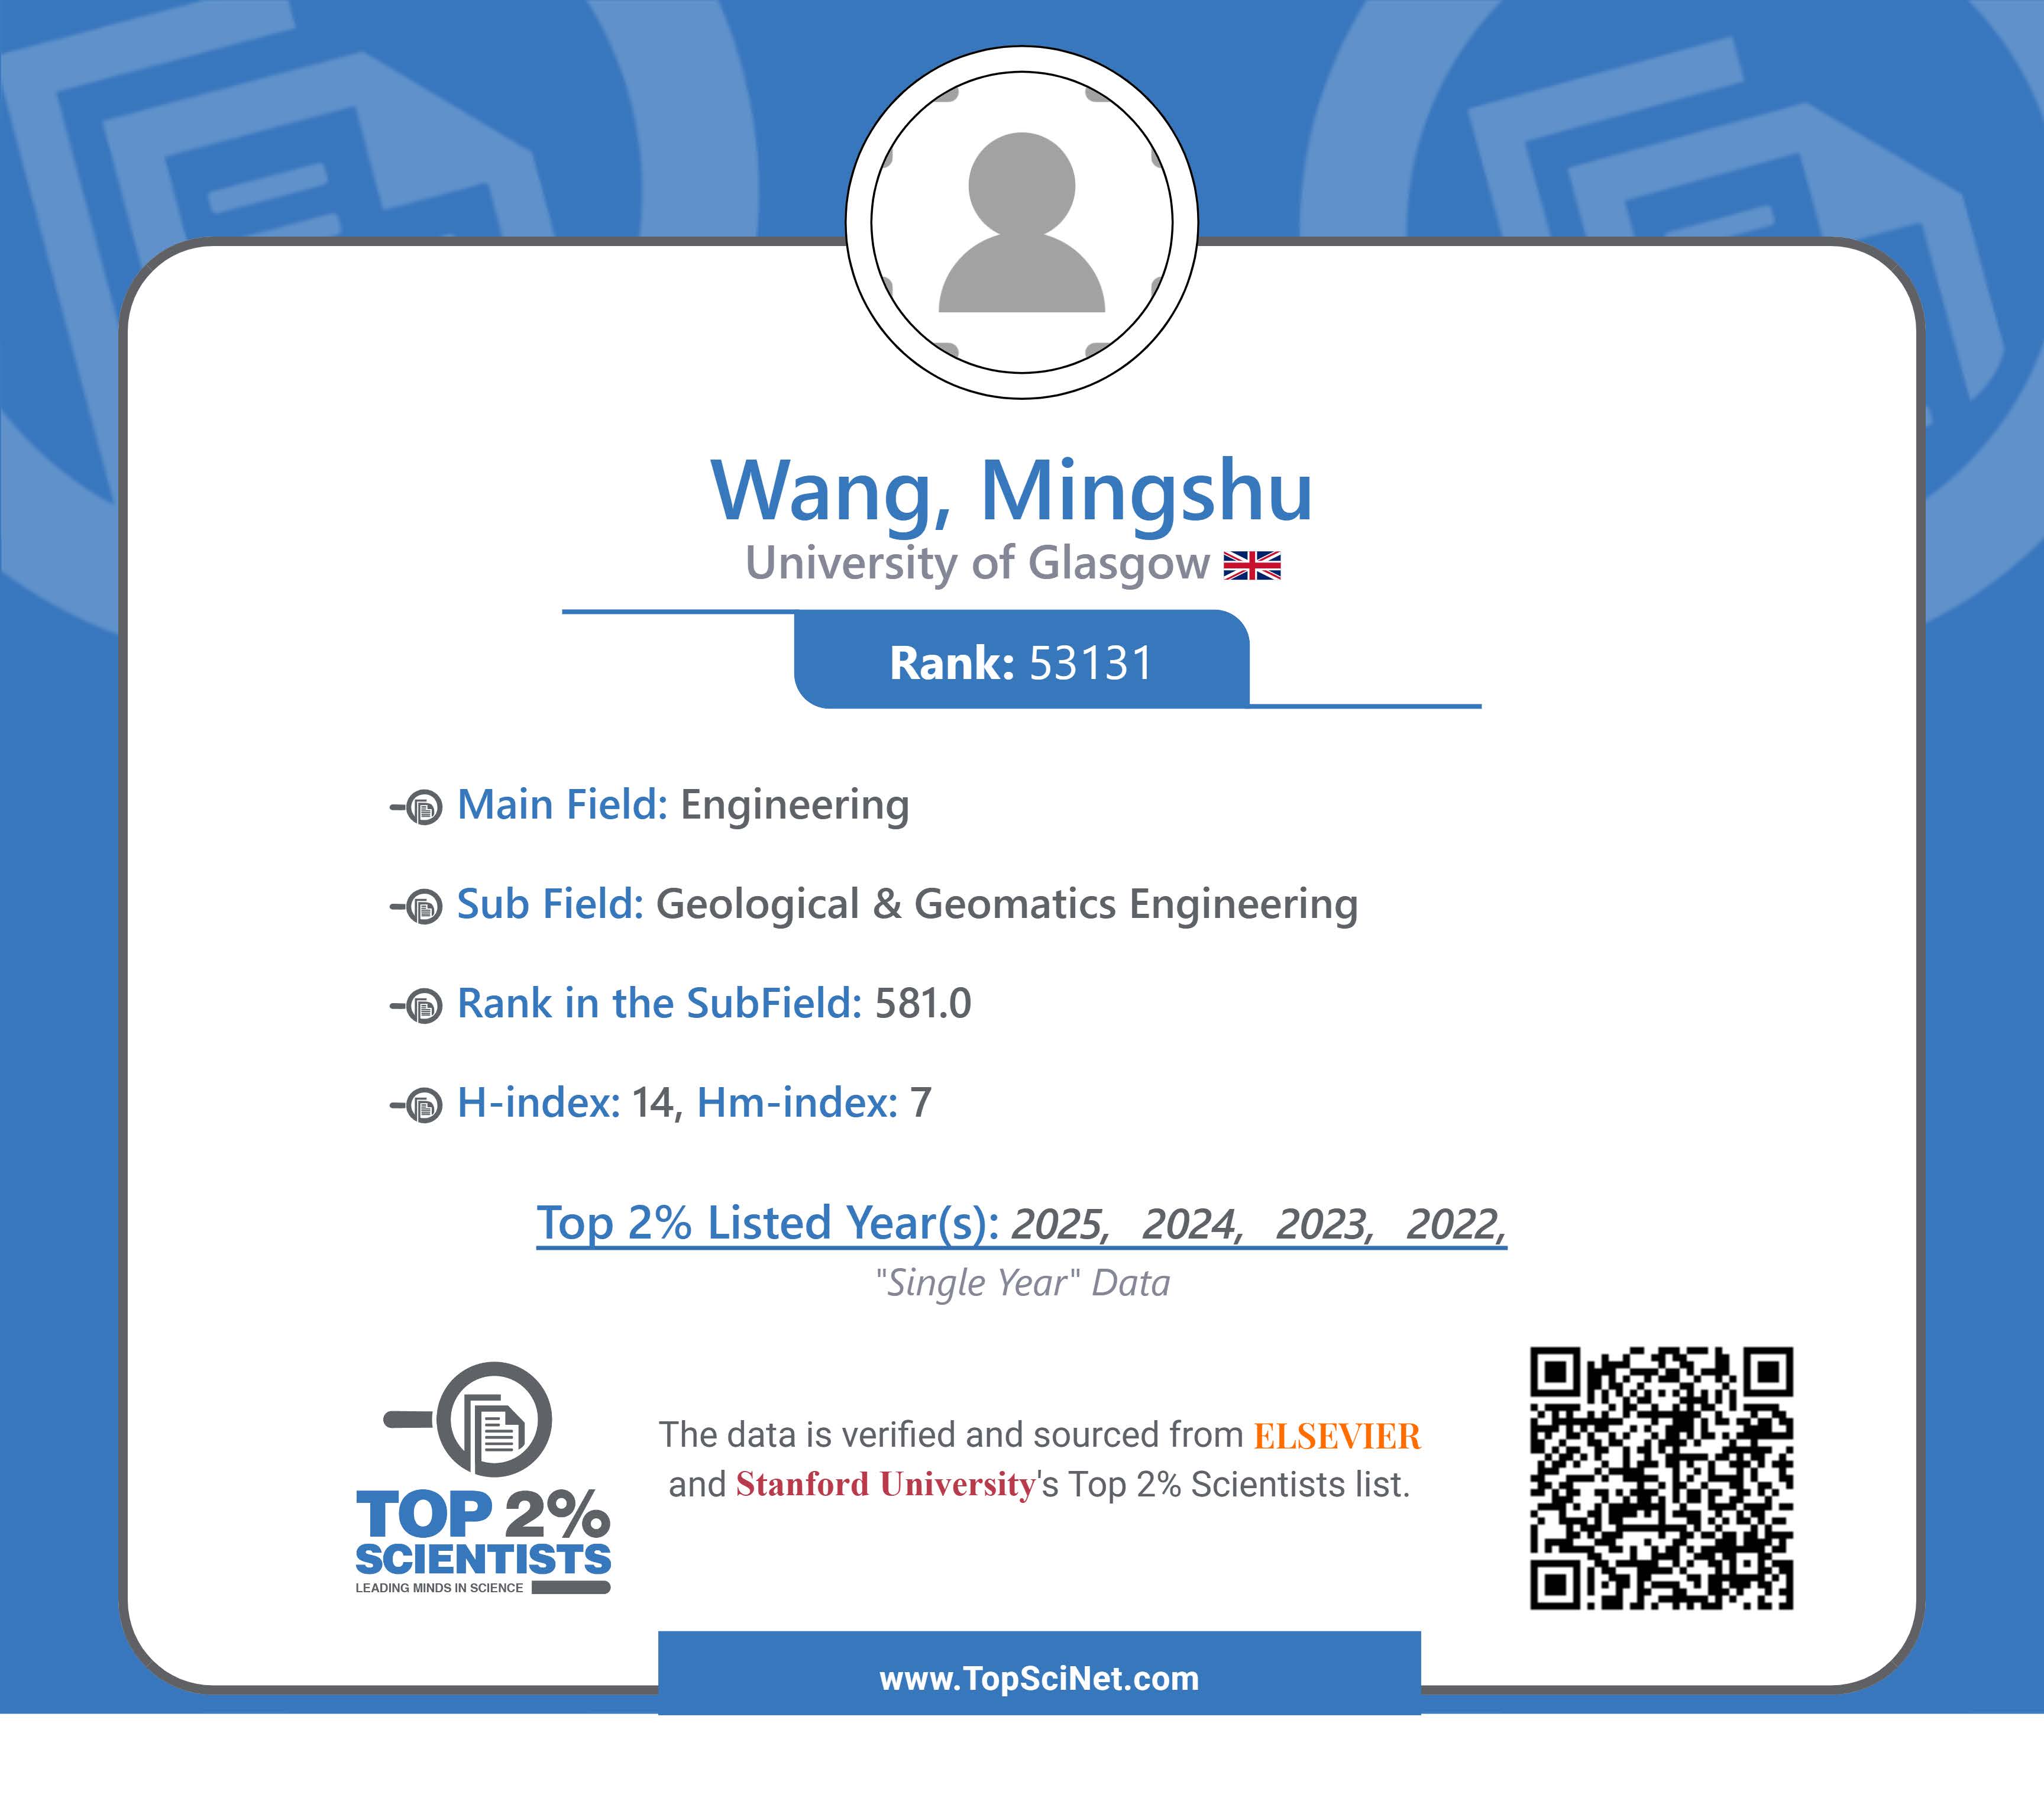 Wang, Mingshu
University of Glasgow
Rank: 53131
Main Field: Engineering
Sub Field: Geological & Geomatics Engineering
Rank in the SubField: 581.0
H-index: 14, Hm-index: 7
Top 2% Listed Year(s): 2025, 2024, 2023, 2022,
"Single Year" Data
The data is verified and sourced from ELSEVIER
and Stanford University's Top 2% Scientists list.
TOP 2%
SCIENTISTS
LEADING MINDS IN SCIENCE
www.TopSciNet.com